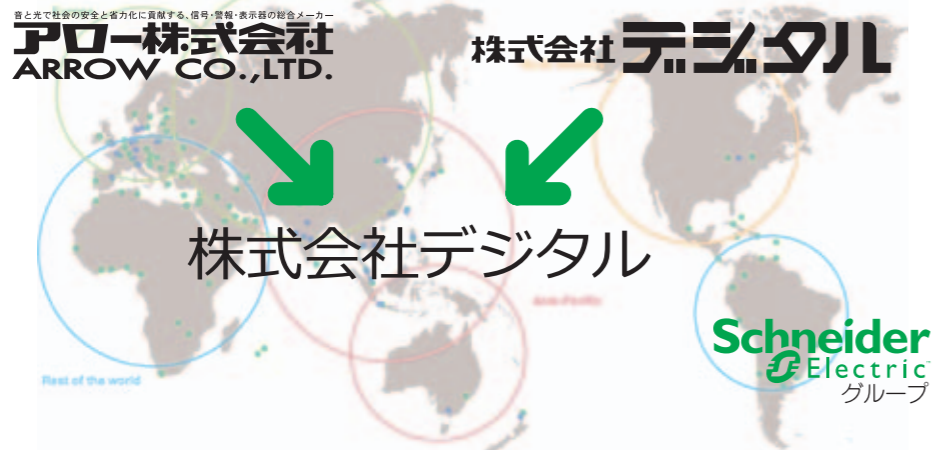 音と光で社会の安全と省力化に貢献する、信号・警報・表示器の総合メーカー
アロー株式会社
ARROW CO.,LTD.
株式会社デジタル
株式会社デジタル
Asia-Pacific
Rest of the world
Schneider
Electric
グループ